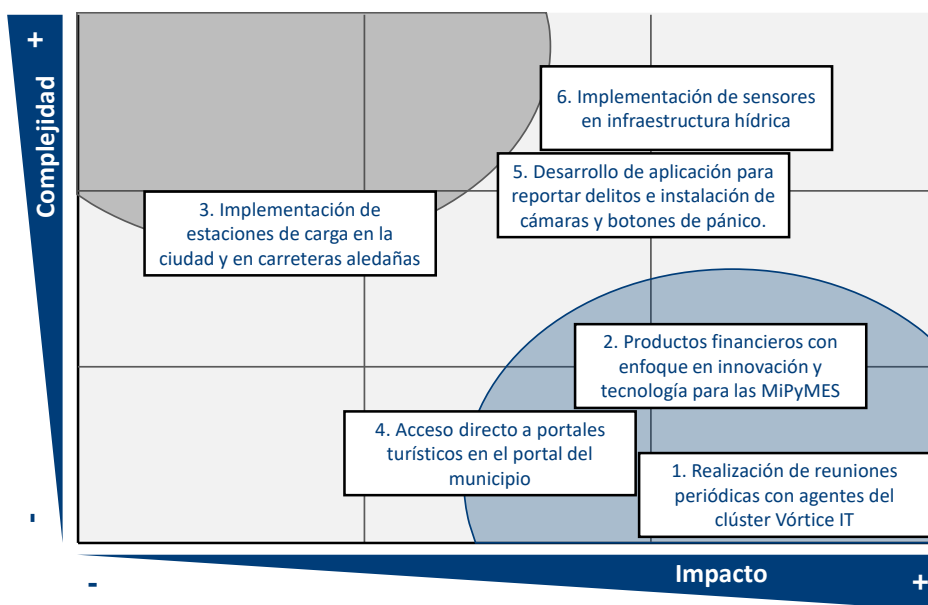 +
Complejidad
-
6. Implementación de sensores
en infraestructura hídrica
5. Desarrollo de aplicación para
reportar delitos e instalación de
cámaras y botones de pánico.
3. Implementación de
estaciones de carga en la
ciudad y en carreteras aledañas
2. Productos financieros con
enfoque en innovación y
tecnología para las MiPyMES
4. Acceso directo a portales
turísticos en el portal del
municipio
1. Realización de reuniones
periódicas con agentes del
clúster Vórtice IT
-
Impacto
+